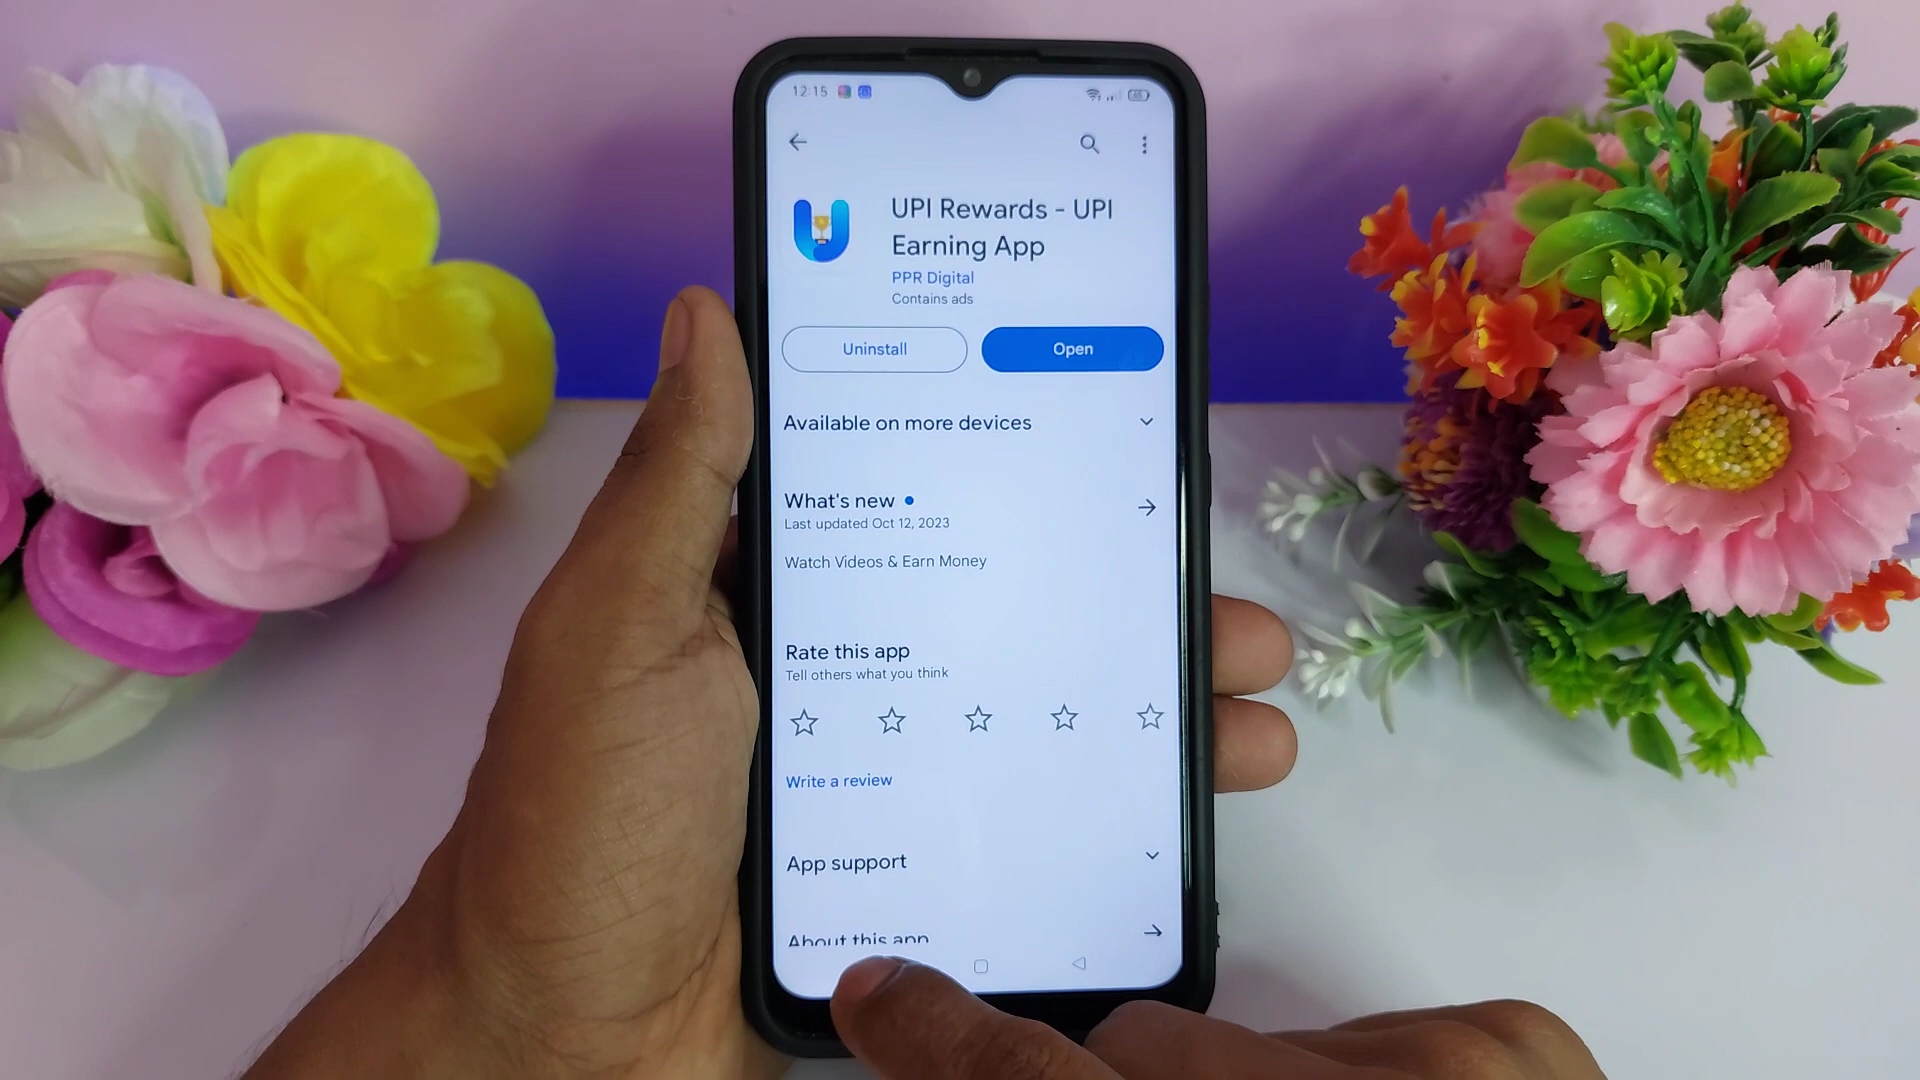 12:15
UPI Rewards - UPI
Earning App
PPR Digital
Contains ads
Uninstall
Open
Available on more devices
What's new
Last updated Oct 12, 2023
Watch Videos & Earn Money
Rate this app
Tell others what you think
Write a review
App support
About this app